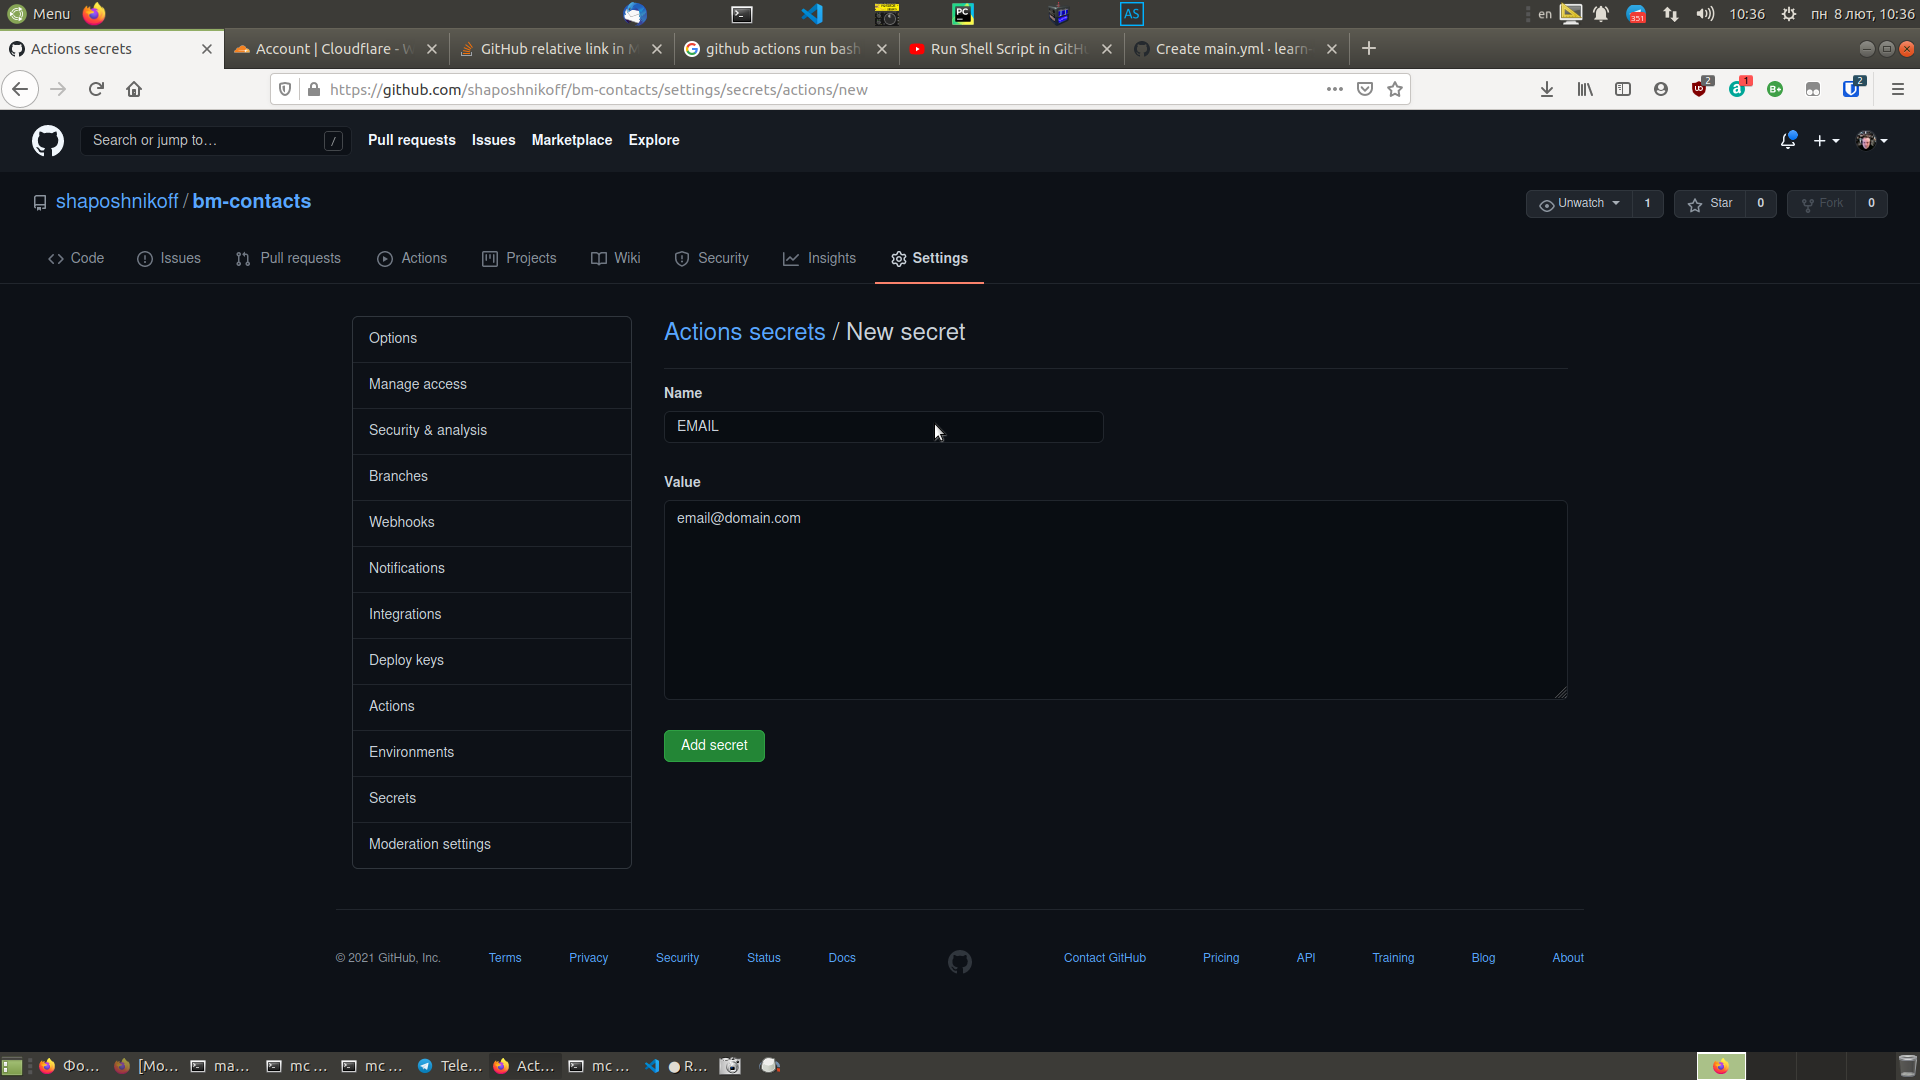 Menu
en
351
10:36
пн 8 лют, 10:36
Actions secrets
Account | Cloudflare - W
GitHub relative link in M
github actions run bash
Run Shell Script in GitHu
Create main.yml · learn-
https://github.com/shaposhnikoff/bm-contacts/settings/secrets/actions/new
2
1
B+
2
Search or jump to…
/
Pull requests
Issues
Marketplace
Explore
shaposhnikoff / bm-contacts
Unwatch
1
Star
0
Fork
0
Code
Issues
Pull requests
Actions
Projects
Wiki
Security
Insights
Settings
Options
Manage access
Security & analysis
Branches
Webhooks
Notifications
Integrations
Deploy keys
Actions
Environments
Secrets
Moderation settings
Actions secrets / New secret
Name
EMAIL
Value
email@domain.com
Add secret
© 2021 GitHub, Inc.
Terms
Privacy
Security
Status
Docs
Contact GitHub
Pricing
API
Training
Blog
About
Фо...
[Mo...
ma...
mc ...
mc ...
Tele...
Act...
mc ...
R...